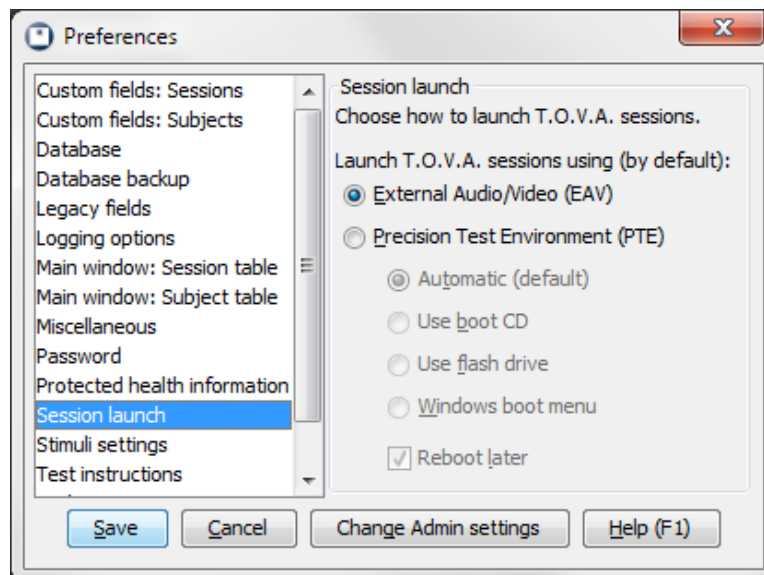 Preferences
Custom fields: Sessions
Custom fields: Subjects
Database
Database backup
Legacy fields
Logging options
Main window: Session table
Main window: Subject table
Miscellaneous
Password
Protected health information
Session launch
Stimuli settings
Test instructions
Session launch
Choose how to launch T.O.V.A. sessions.
Launch T.O.V.A. sessions using (by default):
External Audio/Video (EAV)
Precision Test Environment (PTE)
Automatic (default)
Use boot CD
Use flash drive
Windows boot menu
Reboot later
Save
Cancel
Change Admin settings
Help (F1)